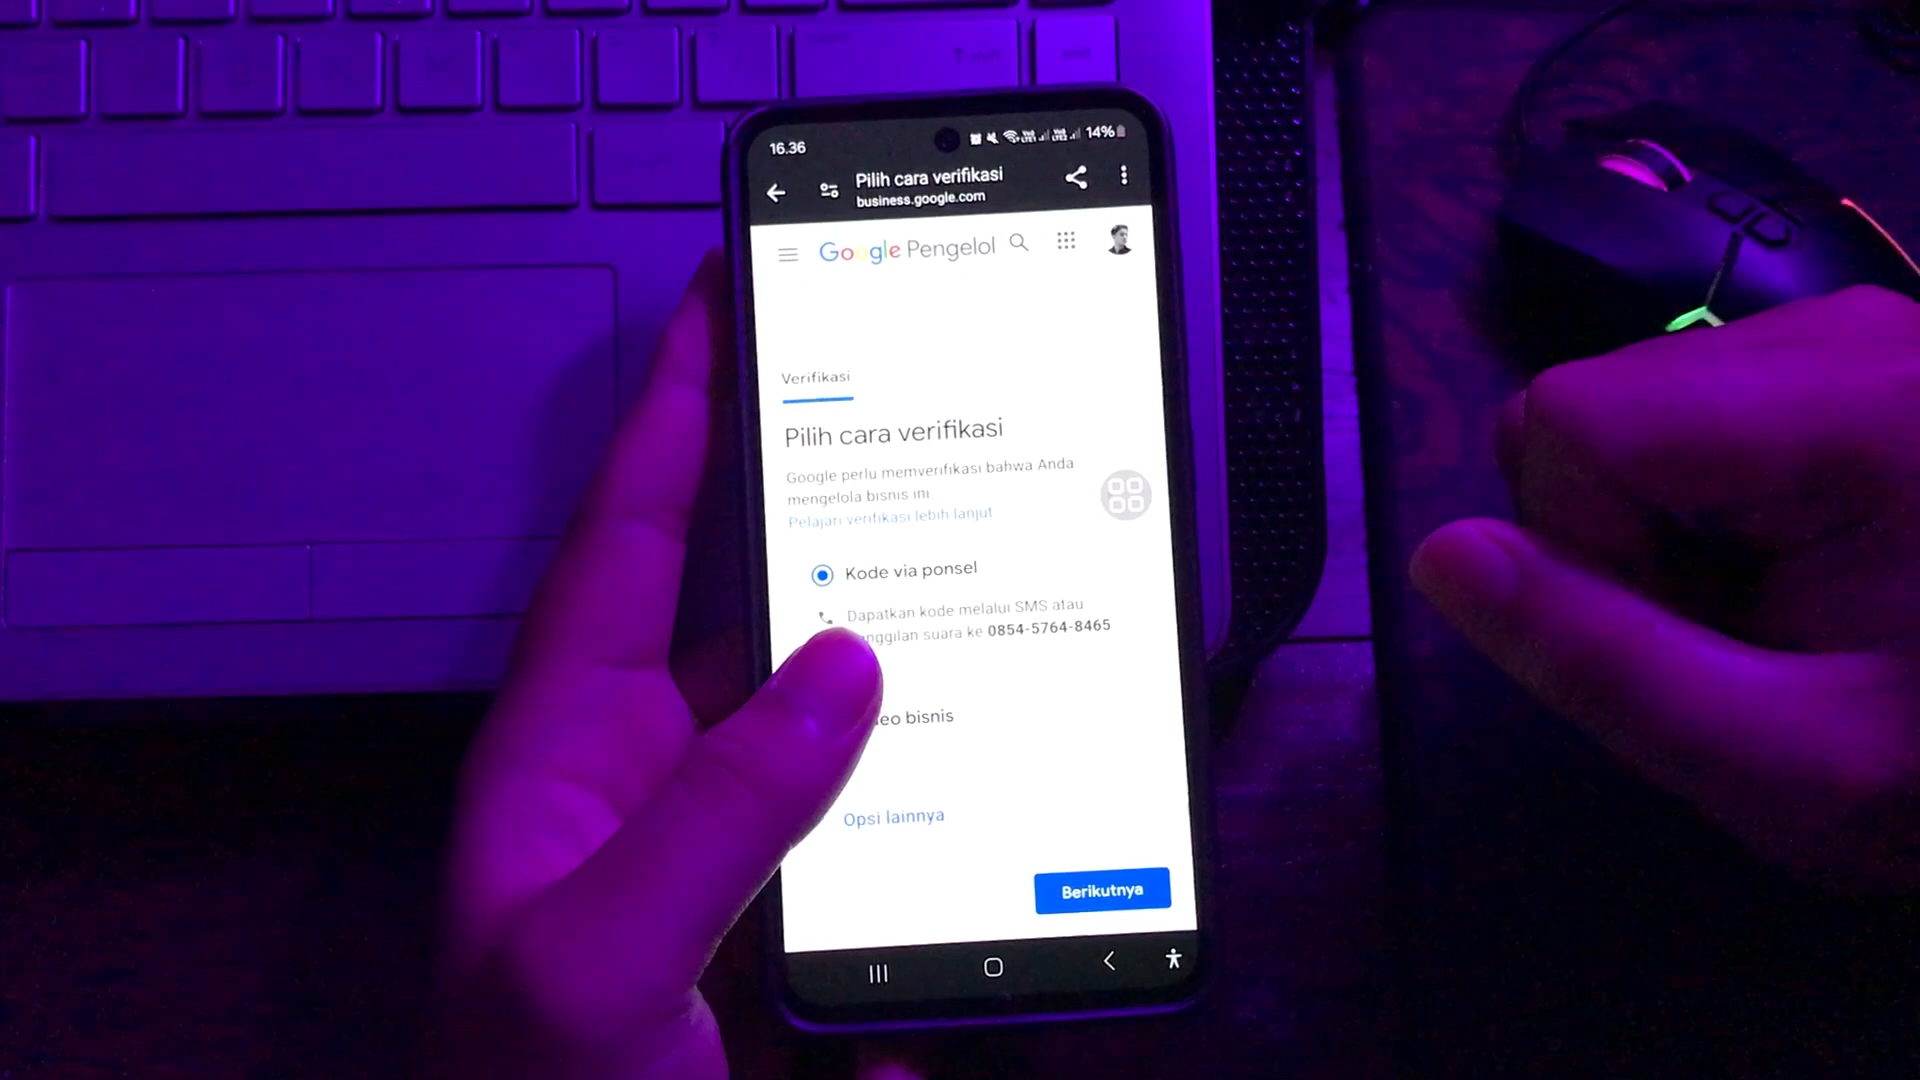 16.36
14%
Pilih cara verifikasi
business.google.com
Google Pengelol
Verifikasi
Pilih cara verifikasi
Google perlu memverifikasi bahwa Anda
mengelola bisnis ini
Pelajari verifikasi lebih lanjut
Kode via ponsel
Dapatkan kode melalui SMS atau
nggilan suara ke 0854-5764-8465
eo bisnis
Opsi lainnya
Berikutnya